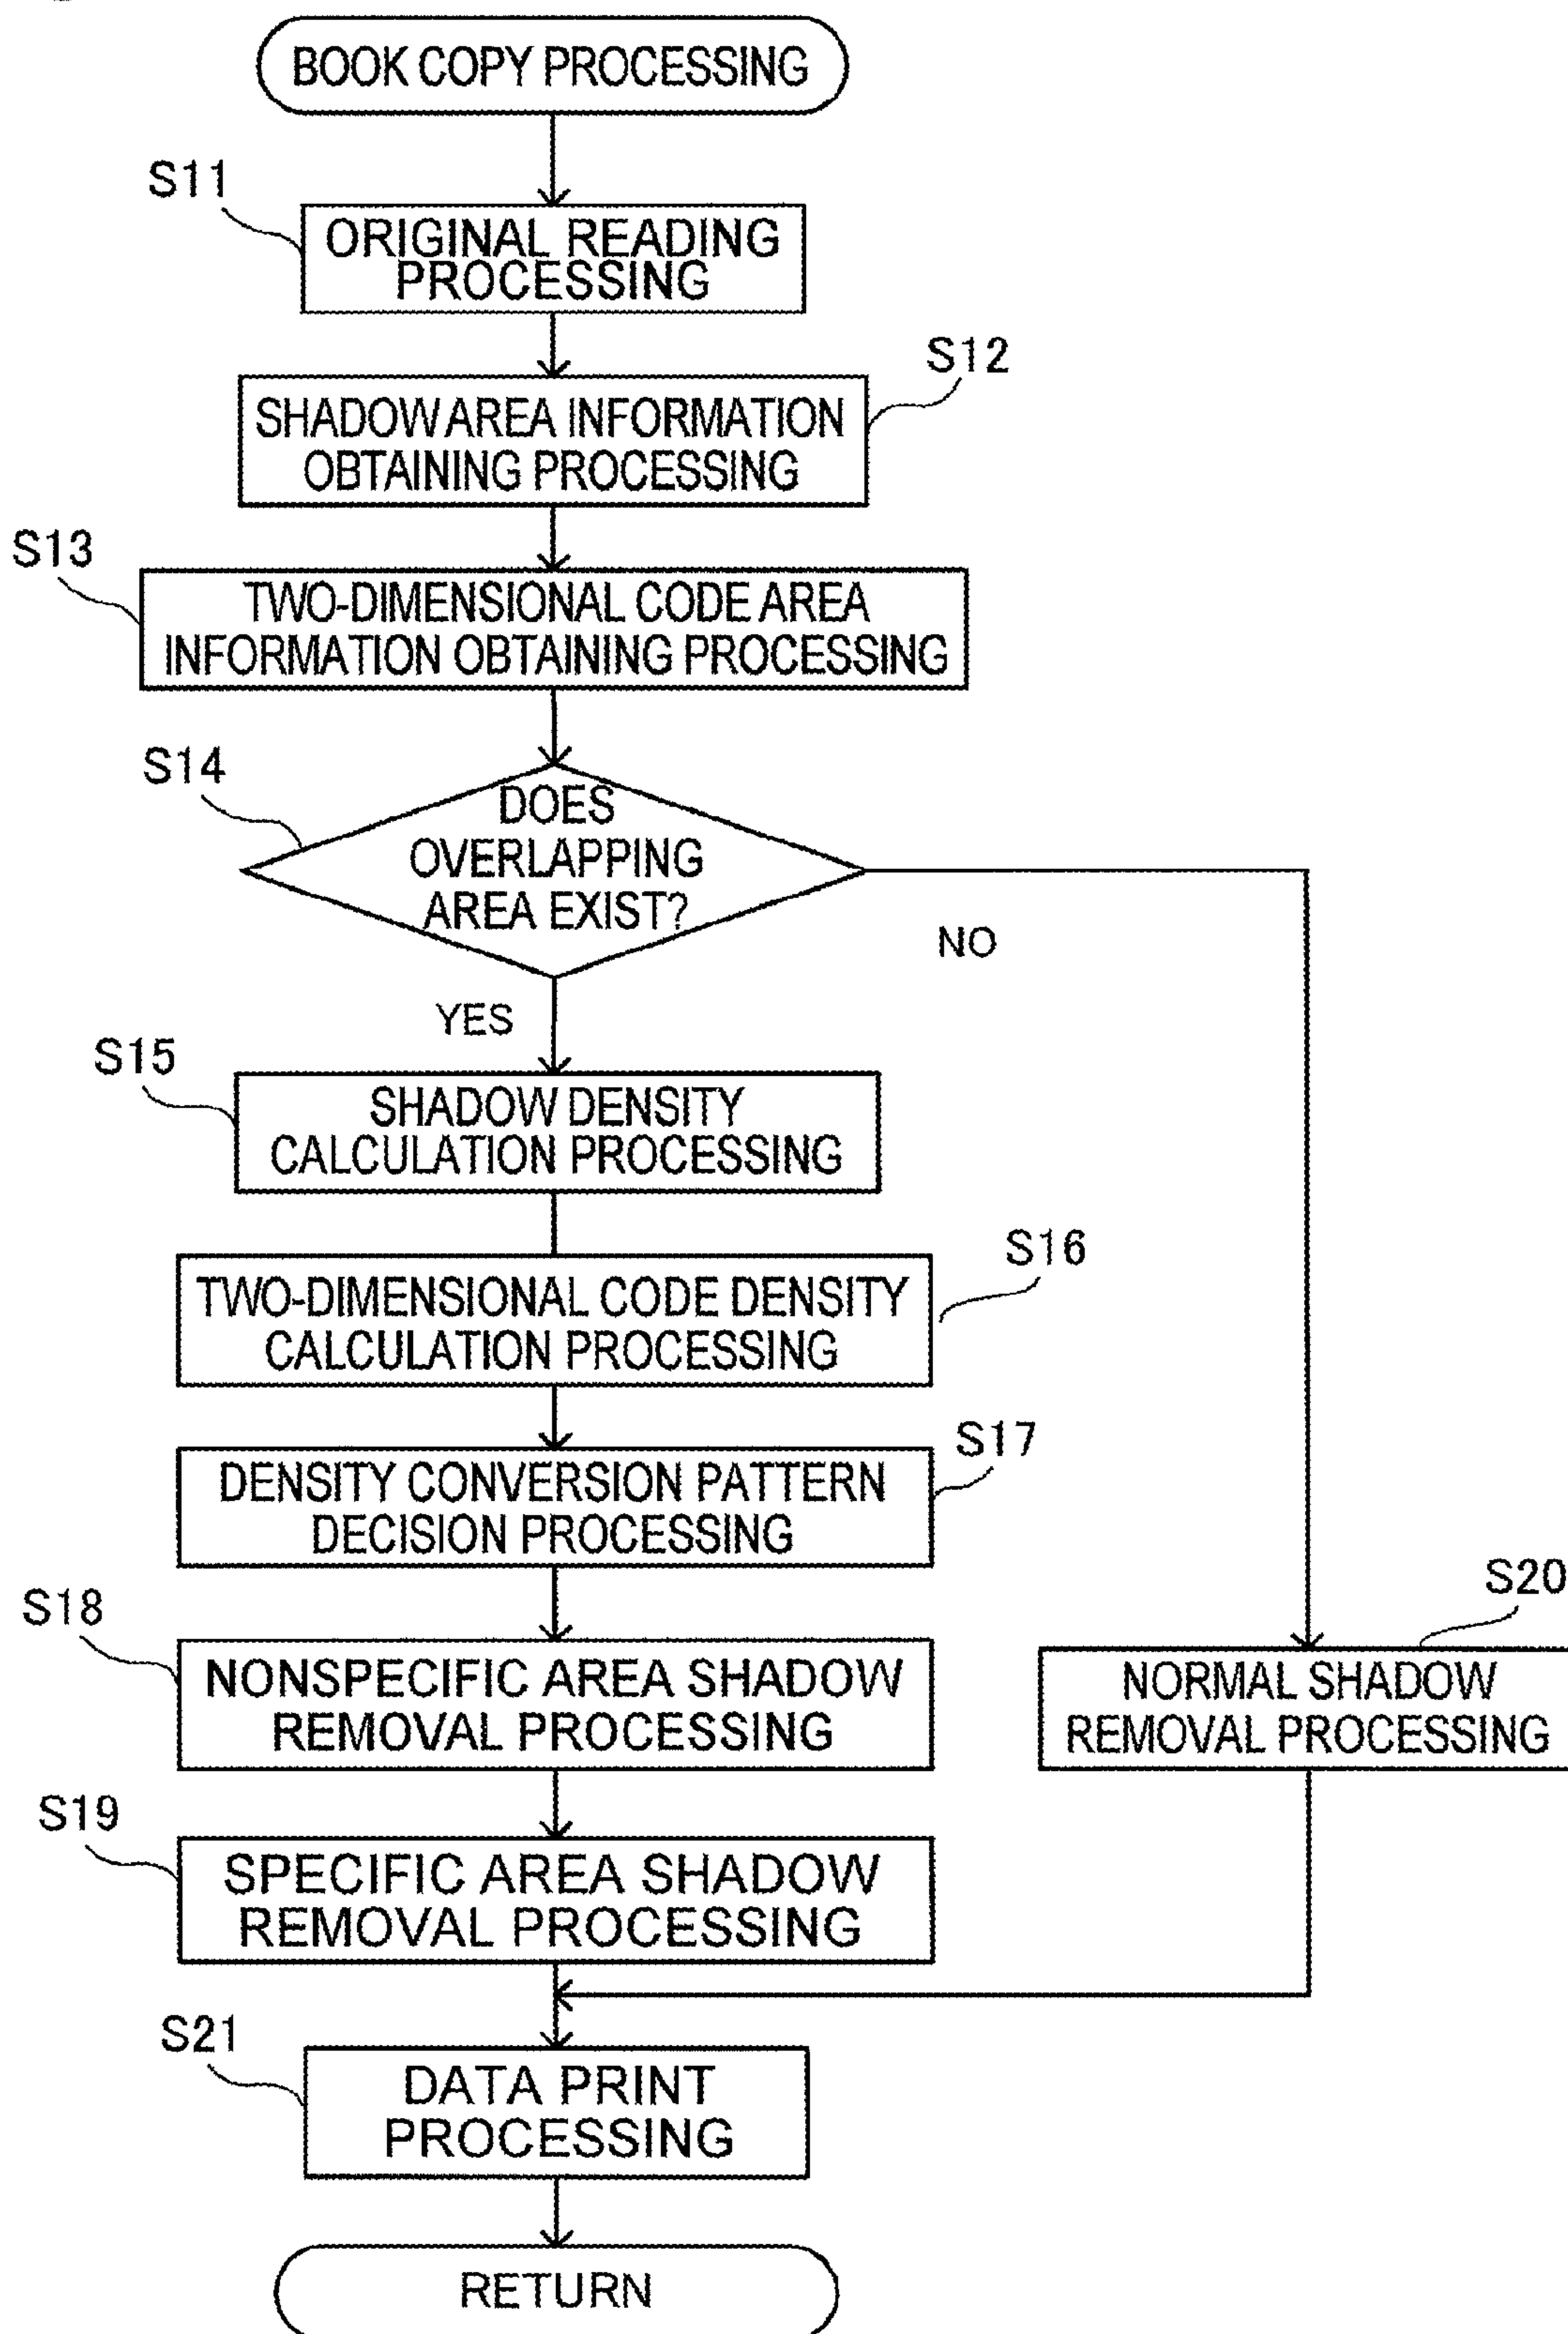 BOOK COPY PROCESSING
S11
ORIGINAL READING
PROCESSING
S12
SHADOW AREA INFORMATION
OBTAINING PROCESSING
S13
TWO-DIMENSIONAL CODE AREA
INFORMATION OBTAINING PROCESSING
S14
DOES
OVERLAPPING
AREA EXIST?
NO
YES
S15
SHADOW DENSITY
CALCULATION PROCESSING
S16
TWO-DIMENSIONAL CODE DENSITY
CALCULATION PROCESSING
S17
DENSITY CONVERSION PATTERN
DECISION PROCESSING
S18
NONSPECIFIC AREA SHADOW
REMOVAL PROCESSING
S20
NORMAL SHADOW
REMOVAL PROCESSING
S19
SPECIFIC AREA SHADOW
REMOVAL PROCESSING
S21
DATA PRINT
PROCESSING
RETURN